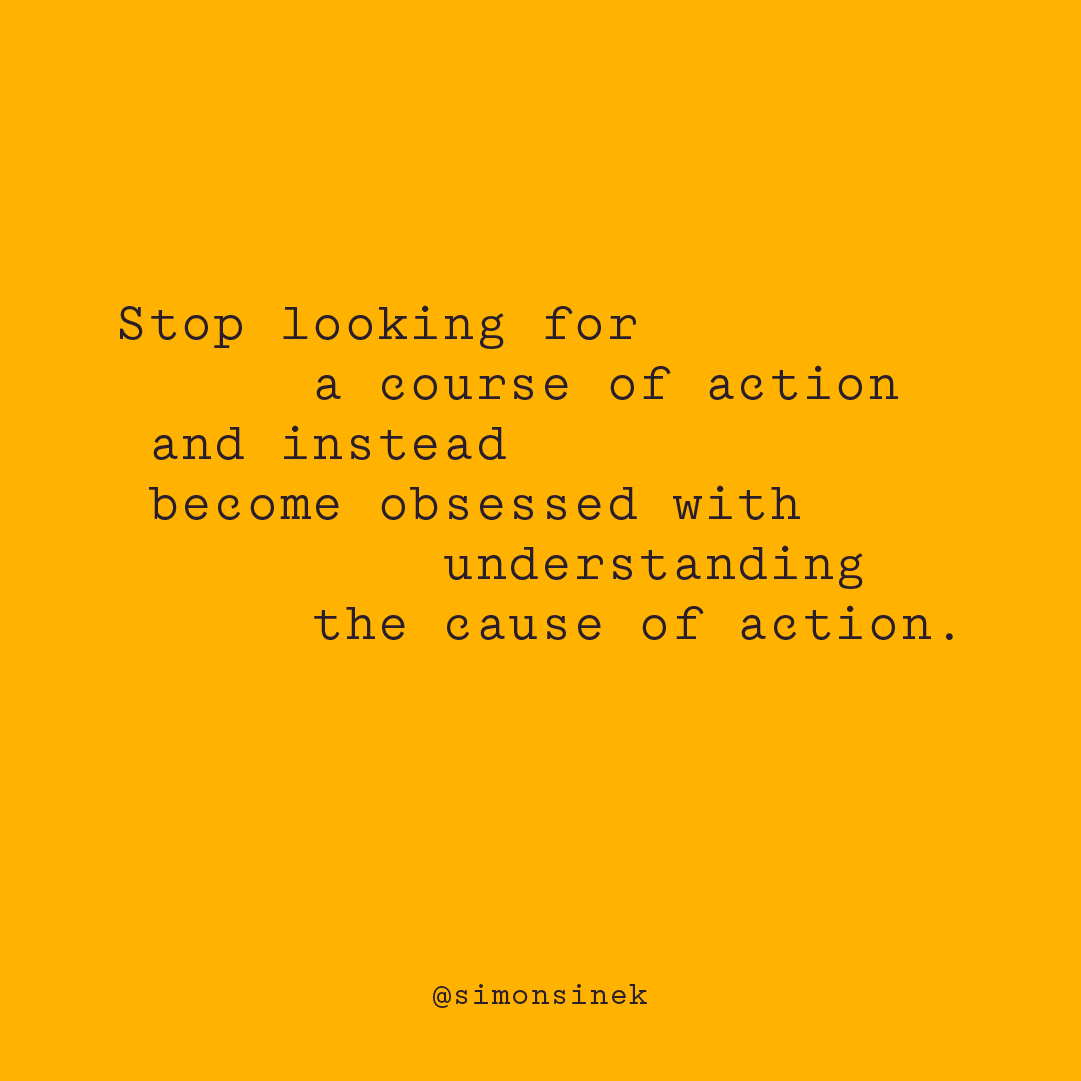 Stop looking for
a course of action
and instead
become obsessed with
understanding
the cause of action.
@simonsinek